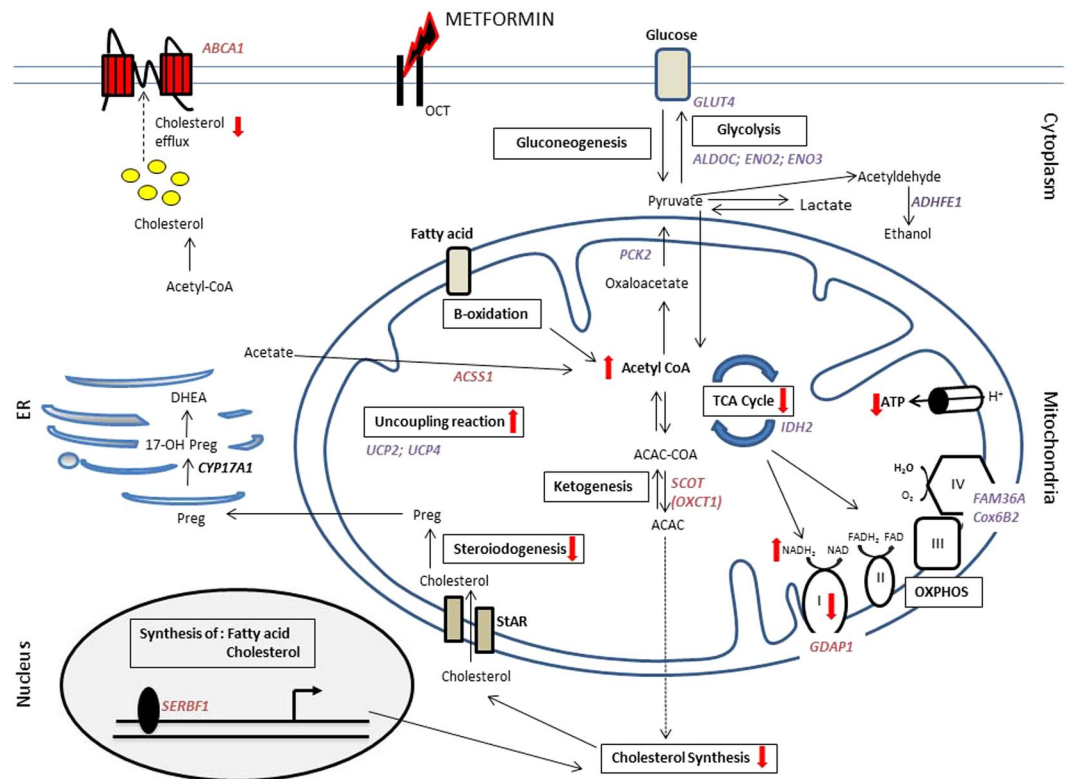 METFORMIN
ABCA1
Glucose
OCT
GLUT4
Cholesterol
efflux
Gluconeogenesis
Glycolysis
ALDOC; ENO2; ENO3
Cytoplasm
Acetyldehyde
Pyruvate
Lactate
ADHFE1
Ethanol
Cholesterol
Fatty acid
PCK2
Oxaloacetate
Acetyl-CoA
B-oxidation
Acetate
ACSS1
Acetyl CoA
TCA Cycle
IDH2
ATP
H+
Mitochondria
ER
DHEA
17-OH Preg
CYP17A1
Preg
Uncoupling reaction
UCP2; UCP4
ACAC-COA
Ketogenesis
SCOT
(OXCT1)
ACAC
H₂O
O₂
IV
FAM36A
Cox6B2
III
Preg
Steroiodogenesis
NADH₂
NAD
FADH₂
FAD
II
I
OXPHOS
GDAP1
Cholesterol
StAR
Cholesterol
Nucleus
Synthesis of : Fatty acid
Cholesterol
SERBF1
Cholesterol Synthesis